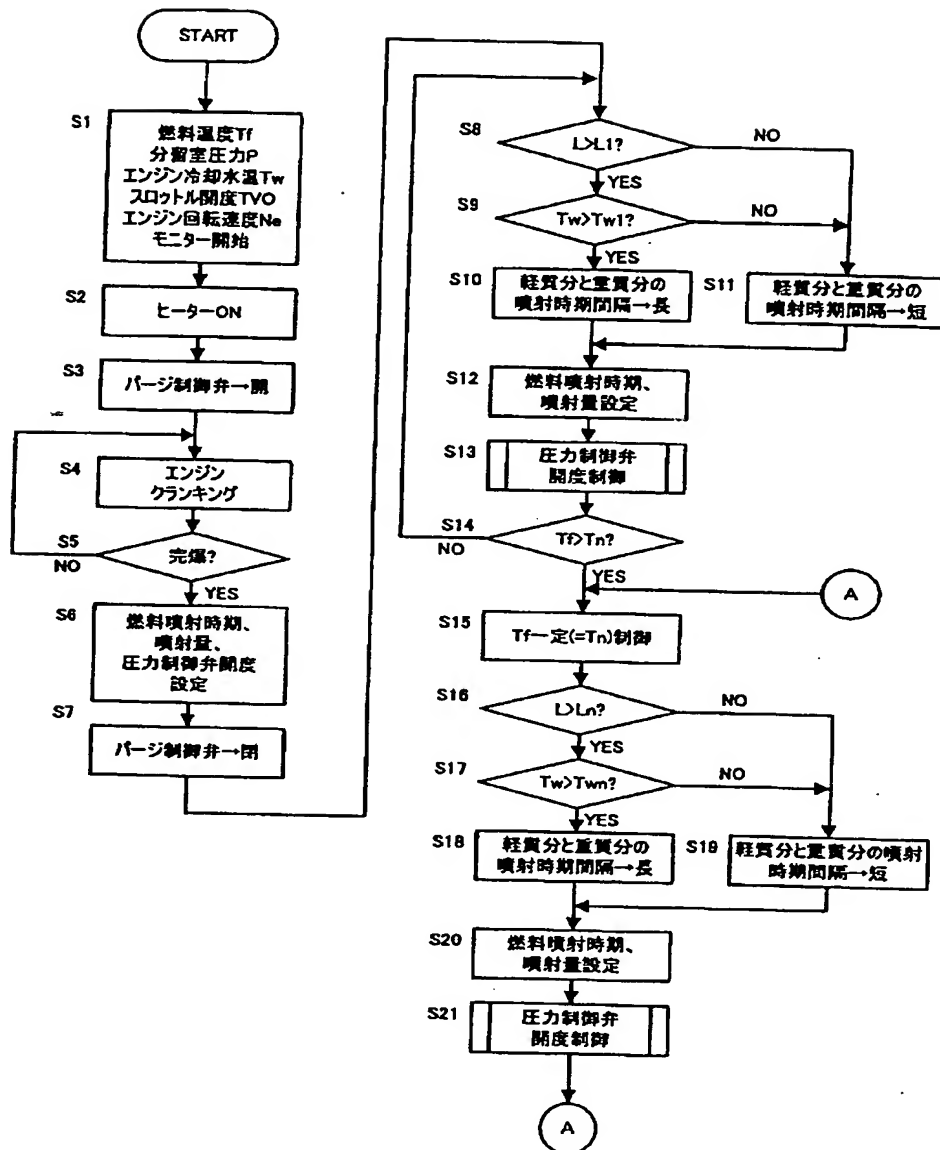 START
S1
燃料温度Tf
分留室圧力P
エンジン冷却水温Tw
スロットル開度TVO
エンジン回転速度Ne
モニター開始
S2
ヒーターON
S3
パージ制御弁→開
S4
エンジン
クランキング
S5
完爆?
NO
YES
S6
燃料噴射時期、
噴射量、
圧力制御弁開度
設定
S7
パージ制御弁→閉
S8
L>L1?
NO
YES
S9
Tw>Tw1?
NO
YES
S10
軽質分と重質分の
噴射時期間隔→長
S11
軽質分と重質分の
噴射時期間隔→短
S12
燃料噴射時期、
噴射量設定
S13
圧力制御弁
開度制御
S14
Tf>Tn?
NO
YES
A
S15
Tf一定(=Tn)制御
S16
L>Ln?
NO
YES
S17
Tw>Twn?
NO
YES
S18
軽質分と重質分の
噴射時期間隔→長
S19
軽質分と重質分の噴射
時期間隔→短
S20
燃料噴射時期、
噴射量設定
S21
圧力制御弁
開度制御
A